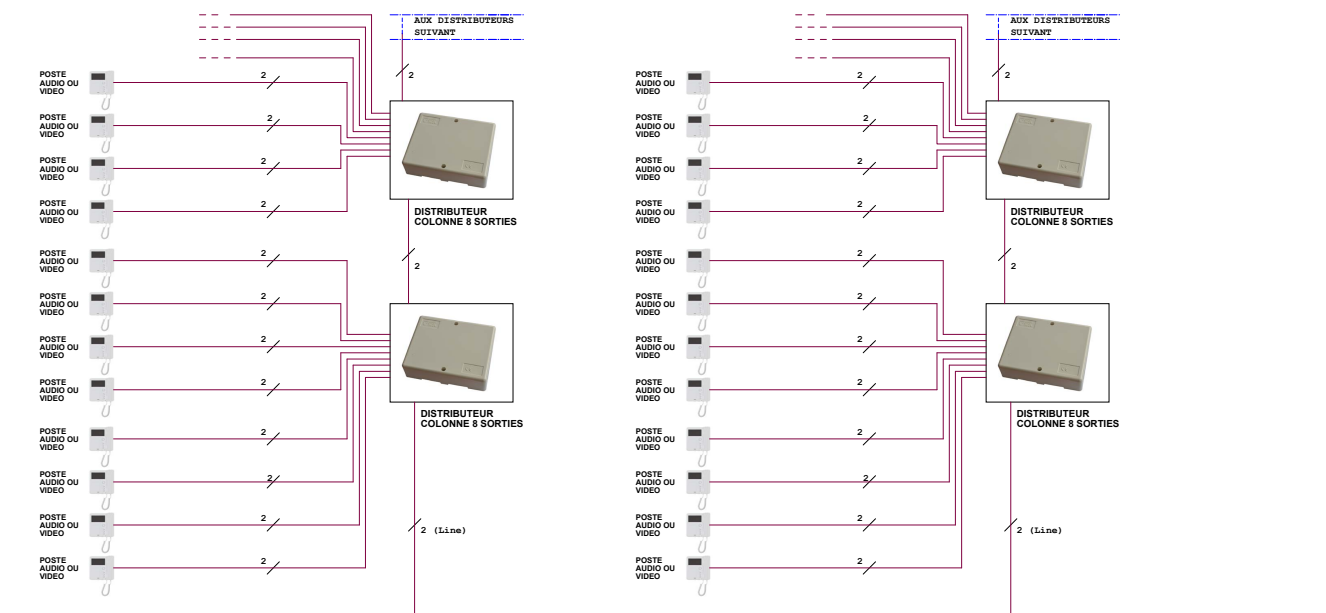 AUX DISTRIBUTEURS
SUIVANT
2
POSTE
AUDIO OU
VIDEO
2
POSTE
AUDIO OU
VIDEO
2
POSTE
AUDIO OU
VIDEO
2
POSTE
AUDIO OU
VIDEO
2
DISTRIBUTEUR
COLONNE 8 SORTIES
2
POSTE
AUDIO OU
VIDEO
2
POSTE
AUDIO OU
VIDEO
2
POSTE
AUDIO OU
VIDEO
2
POSTE
AUDIO OU
VIDEO
2
DISTRIBUTEUR
COLONNE 8 SORTIES
POSTE
AUDIO OU
VIDEO
2
POSTE
AUDIO OU
VIDEO
2
POSTE
AUDIO OU
VIDEO
2
2 (Line)
POSTE
AUDIO OU
VIDEO
2
AUX DISTRIBUTEURS
SUIVANT
2
POSTE
AUDIO OU
VIDEO
2
POSTE
AUDIO OU
VIDEO
2
POSTE
AUDIO OU
VIDEO
2
POSTE
AUDIO OU
VIDEO
2
DISTRIBUTEUR
COLONNE 8 SORTIES
2
POSTE
AUDIO OU
VIDEO
2
POSTE
AUDIO OU
VIDEO
2
POSTE
AUDIO OU
VIDEO
2
POSTE
AUDIO OU
VIDEO
2
DISTRIBUTEUR
COLONNE 8 SORTIES
POSTE
AUDIO OU
VIDEO
2
POSTE
AUDIO OU
VIDEO
2
POSTE
AUDIO OU
VIDEO
2
2 (Line)
POSTE
AUDIO OU
VIDEO
2